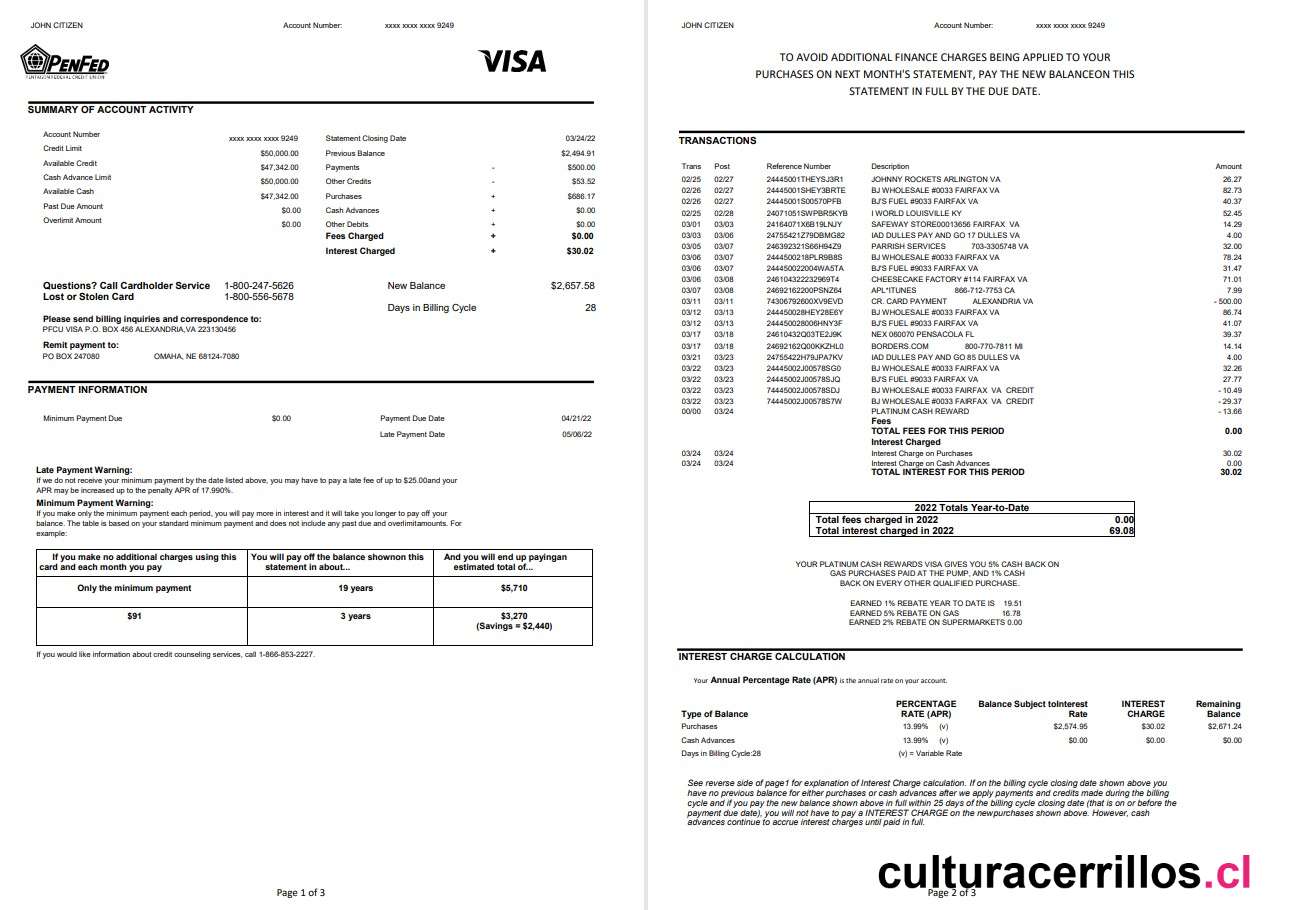 JOHN CITIZEN Account Number: xxxx xxxx xxxx 9249
PENFED
PENTAGON FEDERAL CREDIT UNION
VISA
SUMMARY OF ACCOUNT ACTIVITY
Account Number xxxx xxxx xxxx 9249 Statement Closing Date 03/24/22
Credit Limit $50,000.00 Previous Balance $2,494.91
Available Credit $47,342.00 Payments - $500.00
Cash Advance Limit $50,000.00 Other Credits - $53.52
Available Cash $47,342.00 Purchases + $686.17
Past Due Amount $0.00 Cash Advances + $0.00
Overlimit Amount $0.00 Other Debits + $0.00
Fees Charged + $0.00
Interest Charged + $30.02
Questions? Call Cardholder Service 1-800-247-5626 New Balance $2,657.58
Lost or Stolen Card 1-800-556-5678
Days in Billing Cycle 28
Please send billing inquiries and correspondence to:
PFCU VISA P.O. BOX 456 ALEXANDRIA,VA 223130456
Remit payment to:
PO BOX 247080 OMAHA, NE 68124-7080
PAYMENT INFORMATION
Minimum Payment Due $0.00 Payment Due Date 04/21/22
Late Payment Date 05/06/22
Late Payment Warning:
If we do not receive your minimum payment by the date listed above, you may have to pay a late fee of up to $25.00and your
APR may be increased up to the penalty APR of 17.990%.
Minimum Payment Warning:
If you make only the minimum payment each period, you will pay more in interest and it will take you longer to pay off your
balance. The table is based on your standard minimum payment and does not include any past due and overlimitamounts. For
example:
If you make no additional charges using this You will pay off the balance shownon this And you will end up payingan
card and each month you pay statement in about... estimated total of...
Only the minimum payment 19 years $5,710
$91 3 years $3,270
(Savings = $2,440)
If you would like information about credit counseling services, call 1-866-853-2227.
Page 1 of 3
JOHN CITIZEN Account Number: xxxx xxxx xxxx 9249
TO AVOID ADDITIONAL FINANCE CHARGES BEING APPLIED TO YOUR
PURCHASES ON NEXT MONTH'S STATEMENT, PAY THE NEW BALANCEON THIS
STATEMENT IN FULL BY THE DUE DATE.
TRANSACTIONS
Trans Post Reference Number Description Amount
02/25 02/27 24445001THEYSJ3R1 JOHNNY ROCKETS ARLINGTON VA 26.27
02/26 02/27 24445001SHEY3BRTE BJ WHOLESALE #0033 FAIRFAX VA 82.73
02/26 02/27 24445001S00570PFB BJ'S FUEL #9033 FAIRFAX VA 40.37
02/25 02/28 24071051SWPBR5KYB I WORLD LOUISVILLE KY 52.45
03/01 03/03 24164071X6B19LNJY SAFEWAY STORE00013656 FAIRFAX VA 14.29
03/03 03/06 24755421Z79DBMG82 IAD DULLES PAY AND GO 17 DULLES VA 4.00
03/05 03/07 246392321S66H94Z9 PARRISH SERVICES 703-3305748 VA 32.00
03/06 03/07 2444500218PLR9B8S BJ WHOLESALE #0033 FAIRFAX VA 78.24
03/06 03/07 244450022004WA5TA BJ'S FUEL #9033 FAIRFAX VA 31.47
03/06 03/08 246104322232969T4 CHEESECAKE FACTORY #114 FAIRFAX VA 71.01
03/07 03/08 24692162200PSNZ64 APL*ITUNES 866-712-7753 CA 7.99
03/11 03/11 74306792600XV9EVD CR. CARD PAYMENT ALEXANDRIA VA - 500.00
03/12 03/13 244450028HEY28E6Y BJ WHOLESALE #0033 FAIRFAX VA 86.74
03/12 03/13 244450028006HNY3F BJ'S FUEL #9033 FAIRFAX VA 41.07
03/17 03/18 24610432Q03TE2J9K NEX 060070 PENSACOLA FL 39.37
03/17 03/18 24692162Q00KKZHL0 BORDERS.COM 800-770-7811 MI 14.14
03/21 03/23 24755422H79JPA7KV IAD DULLES PAY AND GO 85 DULLES VA 4.00
03/22 03/23 24445002J00578SG0 BJ WHOLESALE #0033 FAIRFAX VA 32.26
03/22 03/23 24445002J00578SJQ BJ'S FUEL #9033 FAIRFAX VA 27.77
03/22 03/23 74445002J00578SDJ BJ WHOLESALE #0033 FAIRFAX VA CREDIT - 10.49
03/22 03/23 74445002J00578S7W BJ WHOLESALE #0033 FAIRFAX VA CREDIT - 29.37
00/00 03/24 PLATINUM CASH REWARD - 13.66
Fees
TOTAL FEES FOR THIS PERIOD 0.00
Interest Charged
03/24 03/24 Interest Charge on Purchases 30.02
03/24 03/24 Interest Charge on Cash Advances 0.00
TOTAL INTEREST FOR THIS PERIOD 30.02
2022 Totals Year-to-Date
Total fees charged in 2022 0.00
Total interest charged in 2022 69.08
YOUR PLATINUM CASH REWARDS VISA GIVES YOU 5% CASH BACK ON
GAS PURCHASES PAID AT THE PUMP, AND 1% CASH
BACK ON EVERY OTHER QUALIFIED PURCHASE.
EARNED 1% REBATE YEAR TO DATE IS 19.51
EARNED 5% REBATE ON GAS 16.78
EARNED 2% REBATE ON SUPERMARKETS 0.00
INTEREST CHARGE CALCULATION
Your Annual Percentage Rate (APR) is the annual rate on your account.
PERCENTAGE Balance Subject toInterest INTEREST Remaining
Type of Balance RATE (APR) Rate CHARGE Balance
Purchases 13.99% (v) $2,574.95 $30.02 $2,671.24
Cash Advances 13.99% (v) $0.00 $0.00 $0.00
Days in Billing Cycle:28 (v) = Variable Rate
See reverse side of page1 for explanation of Interest Charge calculation. If on the billing cycle closing date shown above you
have no previous balance for either purchases or cash advances after we apply payments and credits made during the billing
cycle and if you pay the new balance shown above in full within 25 days of the billing cycle closing date (that is on or before the
payment due date), you will not have to pay a INTEREST CHARGE on the newpurchases shown above. However, cash
advances continue to accrue interest charges until paid in full.
culturacerrillos.cl
Page 2 of 3